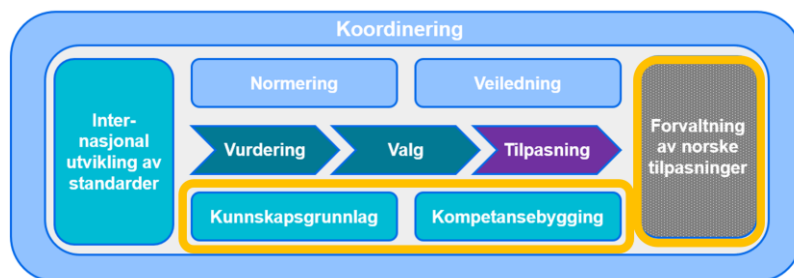 Koordinering
Inter-
nasjonal
utvikling av
standarder
Normering
Veiledning
Vurdering
Valg
Tilpasning
Kunnskapsgrunnlag
Kompetansebygging
Forvaltning
av norske
tilpasninger